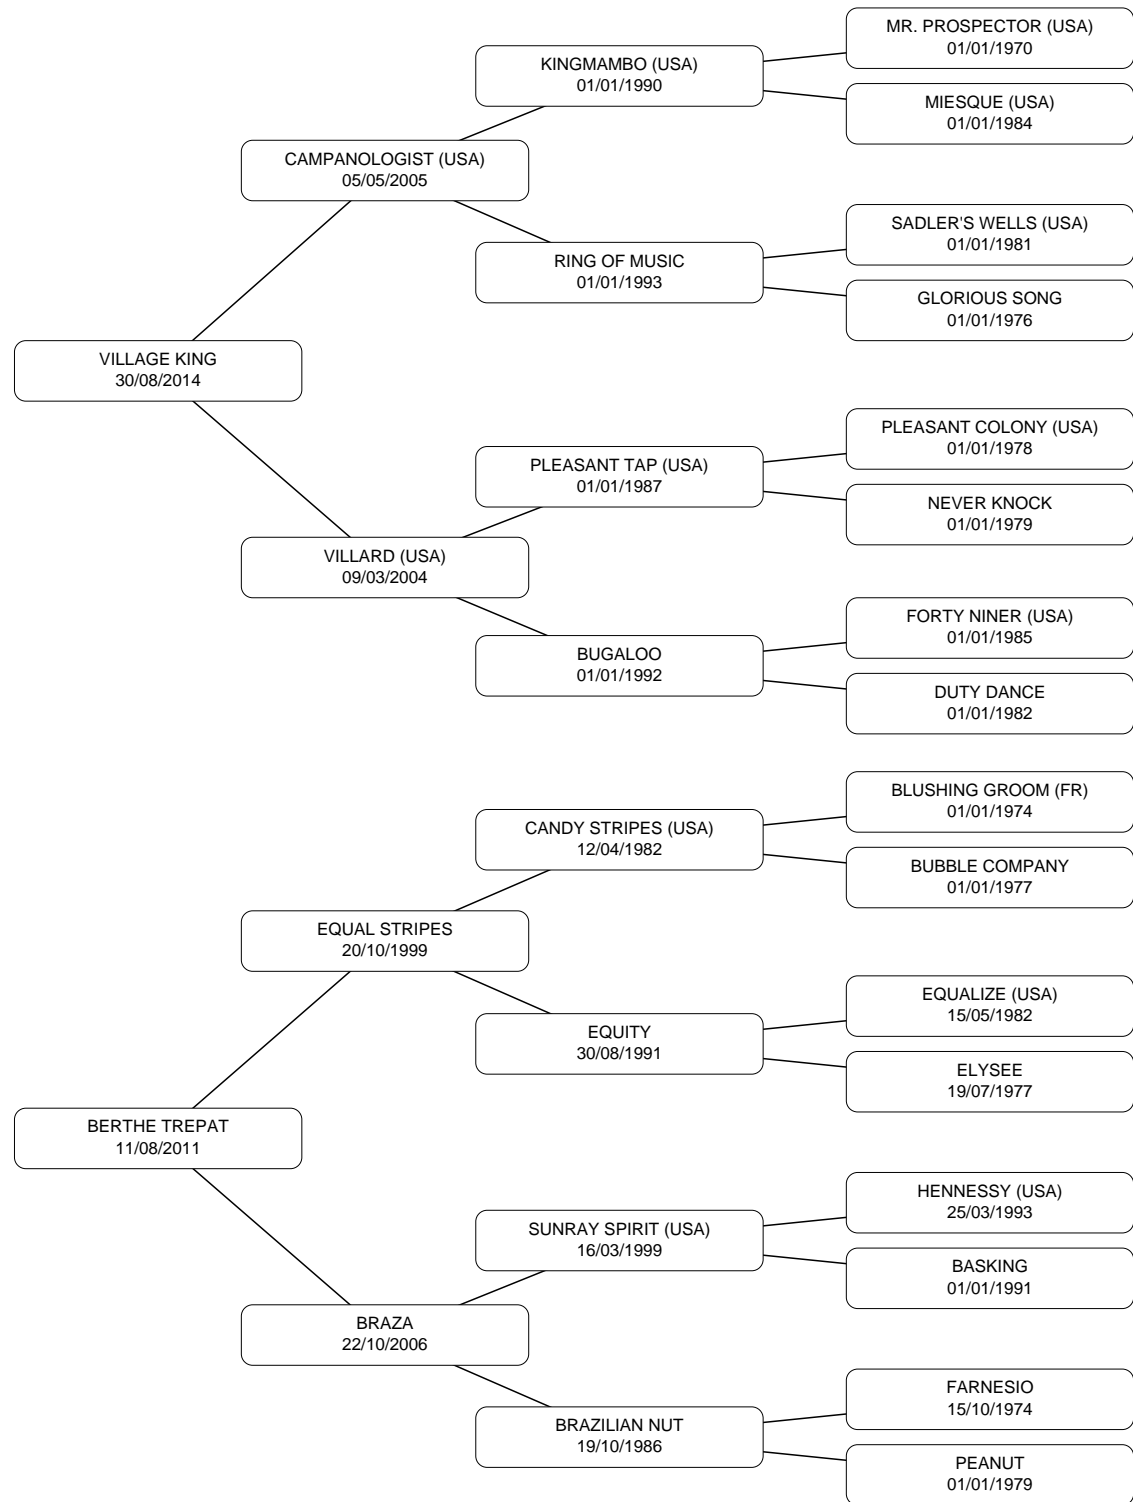 MR. PROSPECTOR (USA)
01/01/1970
KINGMAMBO (USA)
01/01/1990
MIESQUE (USA)
01/01/1984
CAMPANOLOGIST (USA)
05/05/2005
SADLER'S WELLS (USA)
01/01/1981
RING OF MUSIC
01/01/1993
GLORIOUS SONG
01/01/1976
VILLAGE KING
30/08/2014
PLEASANT COLONY (USA)
01/01/1978
PLEASANT TAP (USA)
01/01/1987
NEVER KNOCK
01/01/1979
VILLARD (USA)
09/03/2004
FORTY NINER (USA)
01/01/1985
BUGALOO
01/01/1992
DUTY DANCE
01/01/1982
BLUSHING GROOM (FR)
01/01/1974
CANDY STRIPES (USA)
12/04/1982
BUBBLE COMPANY
01/01/1977
EQUAL STRIPES
20/10/1999
EQUALIZE (USA)
15/05/1982
EQUITY
30/08/1991
ELYSEE
19/07/1977
BERTHE TREPAT
11/08/2011
HENNESSY (USA)
25/03/1993
SUNRAY SPIRIT (USA)
16/03/1999
BASKING
01/01/1991
BRAZA
22/10/2006
FARNESIO
15/10/1974
BRAZILIAN NUT
19/10/1986
PEANUT
01/01/1979